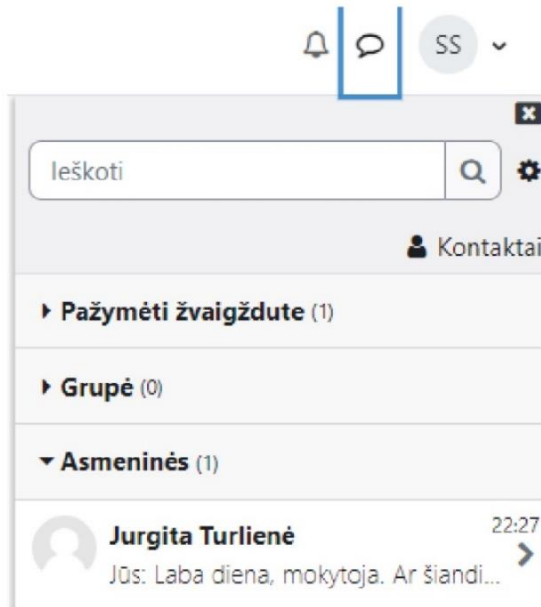 SS
Ieškoti
Kontaktai
Pažymėti žvaigždute (1)
Grupė (0)
Asmeninės (1)
Jurgita Turlienė 22:27
Jūs: Laba diena, mokytoja. Ar šiandi...